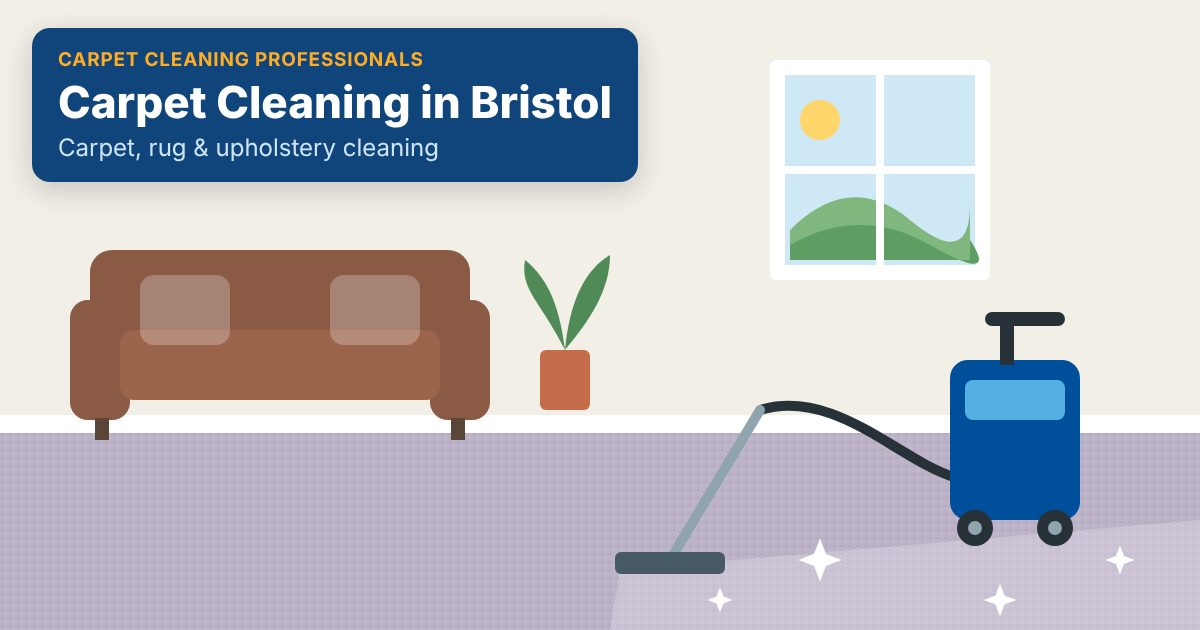 CARPET CLEANING PROFESSIONALS
Carpet Cleaning in Bristol
Carpet, rug & upholstery cleaning